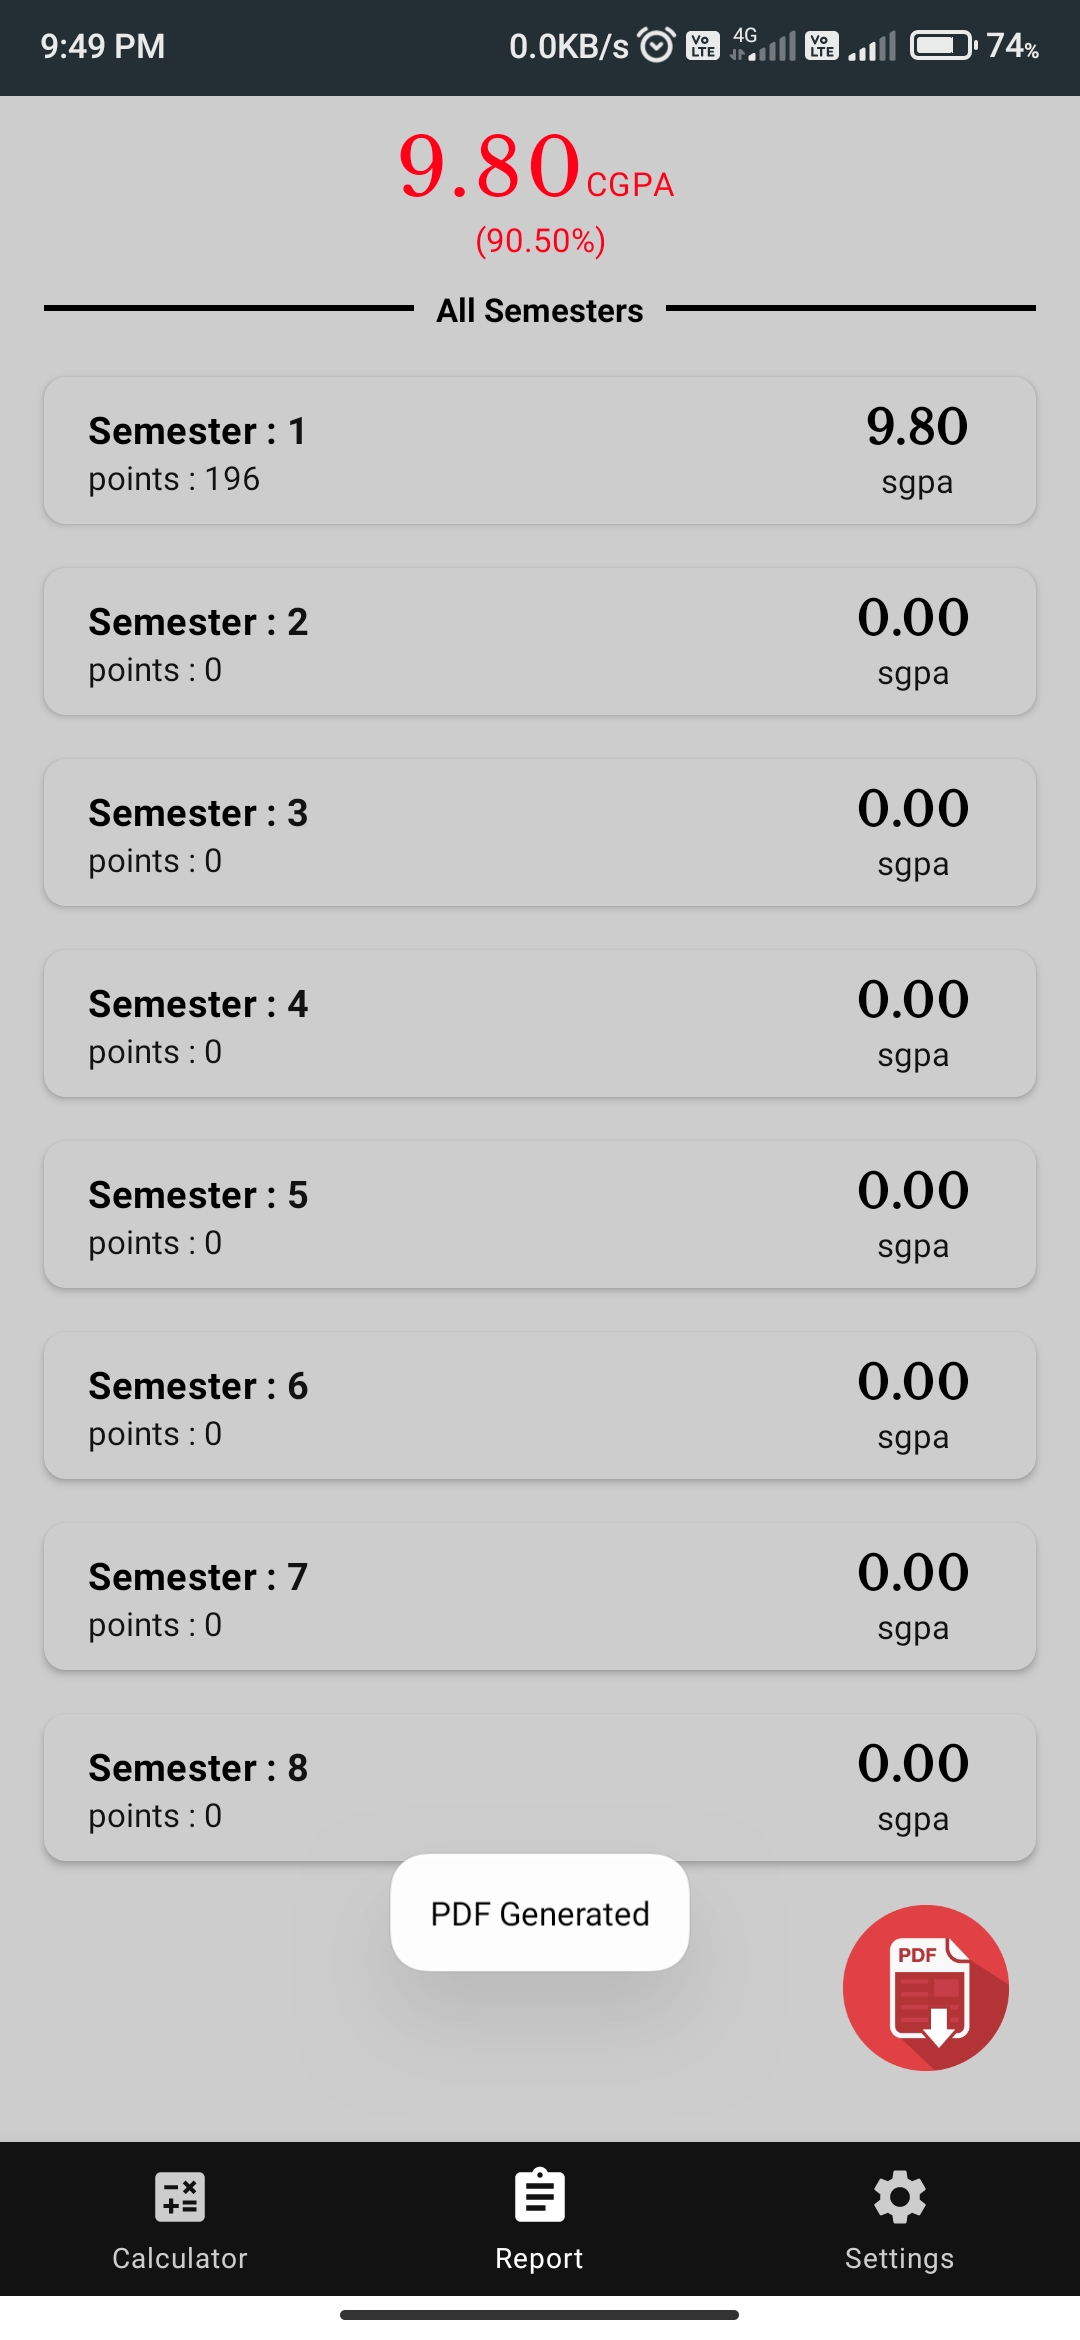 9:49 PM 0.0KB/s Vo LTE 4G Vo LTE 74%
9.80 CGPA
(90.50%)
All Semesters
Semester : 1 9.80
points : 196 sgpa
Semester : 2 0.00
points : 0 sgpa
Semester : 3 0.00
points : 0 sgpa
Semester : 4 0.00
points : 0 sgpa
Semester : 5 0.00
points : 0 sgpa
Semester : 6 0.00
points : 0 sgpa
Semester : 7 0.00
points : 0 sgpa
Semester : 8 0.00
points : 0 sgpa
PDF Generated
PDF
Calculator Report Settings